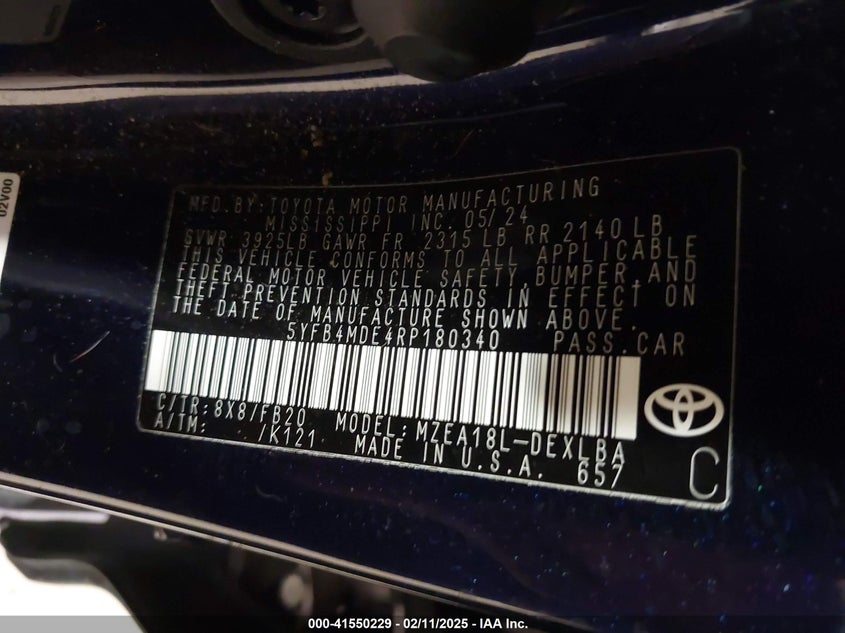 02V00
MFD.BY:TOYOTA MOTOR MANUFACTURING
MISSISSIPPI INC. 05/24
GVWR 3925LB GAWR FR 2315 LB RR 2140 LB
THIS VEHICLE CONFORMS TO ALL APPLICABLE
FEDERAL MOTOR VEHICLE SAFETY, BUMPER, AND
THEFT PREVENTION STANDARDS IN EFFECT ON
THE DATE OF MANUFACTURE SHOWN ABOVE.
5YFB4MDE4RP180340 PASS.CAR
C/TR:8X8/FB20 MODEL:MZEA18L-DEXLBA
A/TM: /K121 MADE IN U.S.A. 657
C
000-41550229 - 02/11/2025 - IAA Inc.